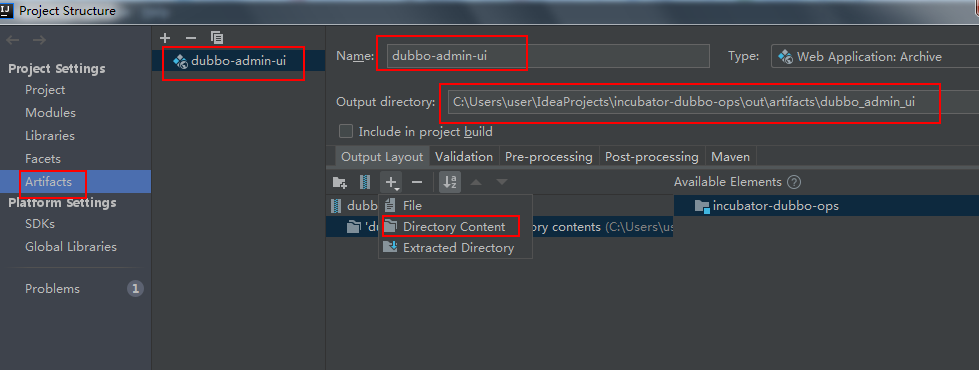 Project Structure
Project Settings
Project
Modules
Libraries
Facets
Artifacts
Platform Settings
SDKs
Global Libraries
Problems
1
dubbo-admin-ui
Name: dubbo-admin-ui
Type: Web Application: Archive
Output directory: C:\Users\user\IdeaProjects\incubator-dubbo-ops\out\artifacts\dubbo_admin_ui
Include in project build
Output Layout Validation Pre-processing Post-processing Maven
Available Elements ?
dubb
File
Directory Content
Extracted Directory
'du
ory contents (C:\Users\us
incubator-dubbo-ops